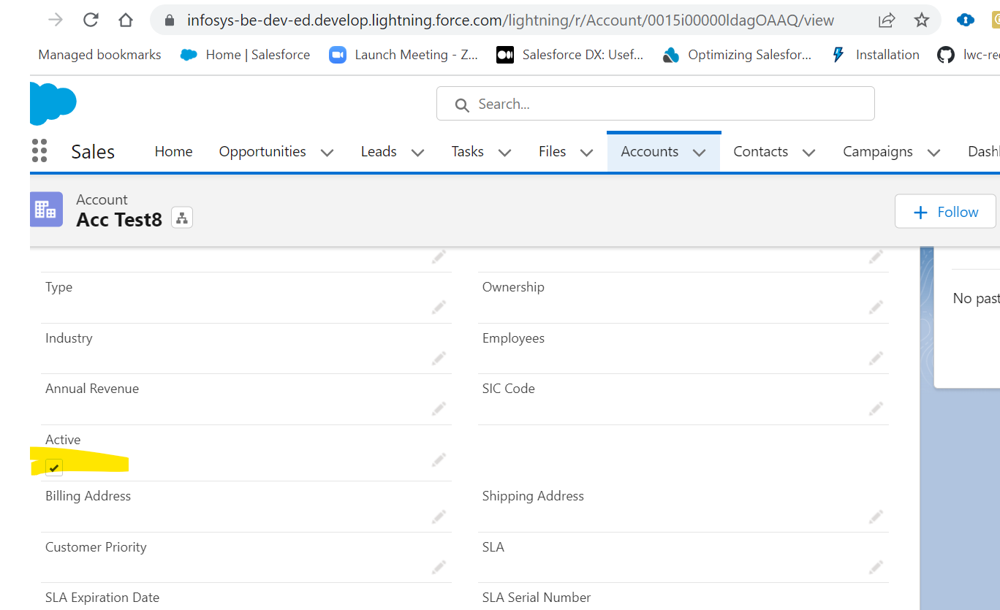 infosys-be-dev-ed.develop.lightning.force.com/lightning/r/Account/0015i00000ldagOAAQ/view
Managed bookmarks Home | Salesforce Launch Meeting - Z... Salesforce DX: Usef... Optimizing Salesfor... Installation lwc-re
Search...
Sales Home Opportunities Leads Tasks Files Accounts Contacts Campaigns Dash
Account
Acc Test8
Follow
Type Ownership
No past
Industry Employees
Annual Revenue SIC Code
Active
Billing Address Shipping Address
Customer Priority SLA
SLA Expiration Date SLA Serial Number